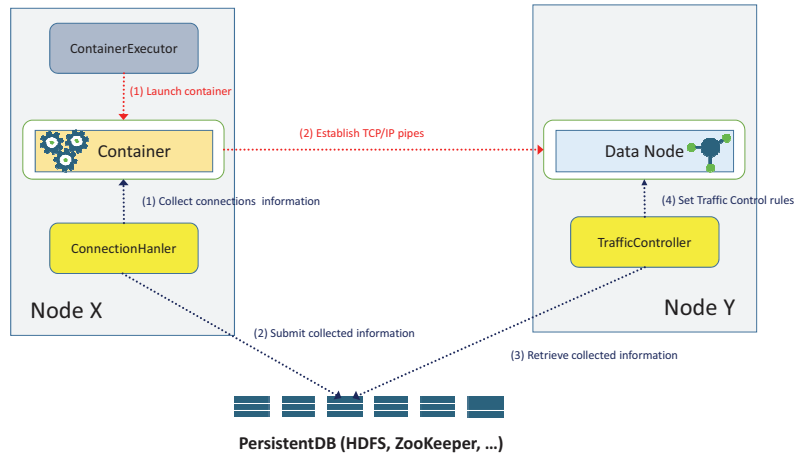 ContainerExecutor
(1) Launch container
Container
(2) Establish TCP/IP pipes
Data Node
(1) Collect connections information
(4) Set Traffic Control rules
ConnectionHanler
TrafficController
Node X
Node Y
(2) Submit collected information
(3) Retrieve collected information
PersistentDB (HDFS, ZooKeeper, ...)